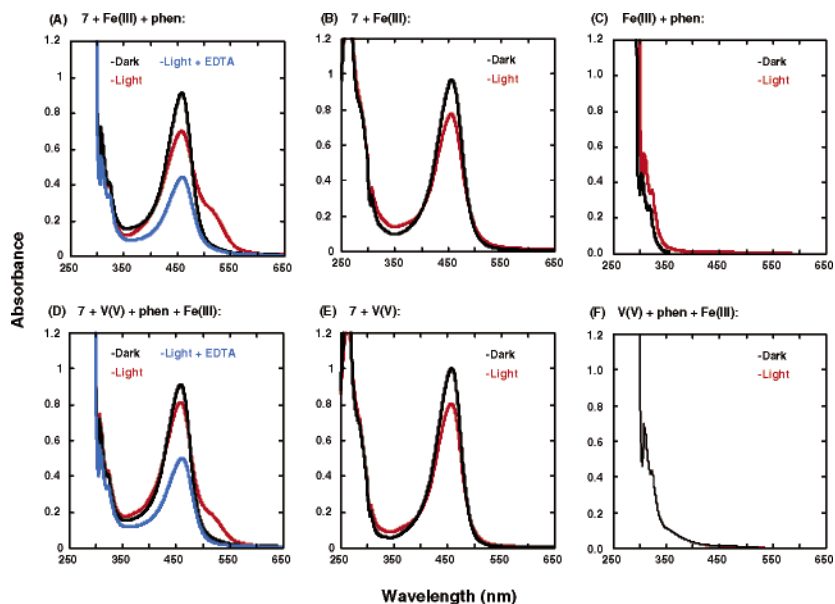 (A) 7 + Fe(III) + phen:
-Dark -Light + EDTA
-Light
1.2
1
0.8
0.6
0.4
0.2
0
250 350 450 550 650
(B) 7 + Fe(III):
-Dark
-Light
1.2
1
0.8
0.6
0.4
0.2
0
250 350 450 550 650
(C) Fe(III) + phen:
-Dark
-Light
1.2
1.0
0.8
0.6
0.4
0.2
0.0
250 350 450 550 650
Absorbance
(D) 7 + V(V) + phen + Fe(III):
-Dark -Light + EDTA
-Light
1.2
1
0.8
0.6
0.4
0.2
0
250 350 450 550 650
(E) 7 + V(V):
-Dark
-Light
1.2
1
0.8
0.6
0.4
0.2
0
250 350 450 550 650
(F) V(V) + phen + Fe(III):
-Dark
-Light
1.2
1.0
0.8
0.6
0.4
0.2
0.0
250 350 450 550 650
Wavelength (nm)